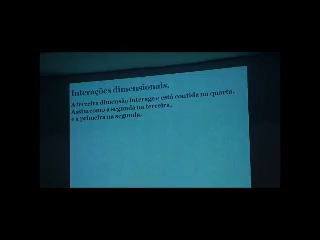 Interações dimensionais.
A terceira dimensão interage e está contida na quarta.
Assim como a segunda na terceira,
e a primeira na segunda.